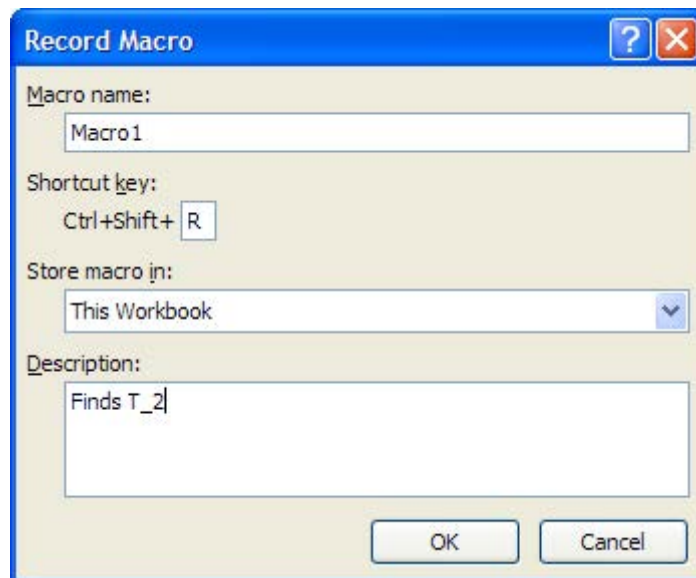 Record Macro
Macro name:
Macro1
Shortcut key:
Ctrl+Shift+ R
Store macro in:
This Workbook
Description:
Finds T_2
OK Cancel